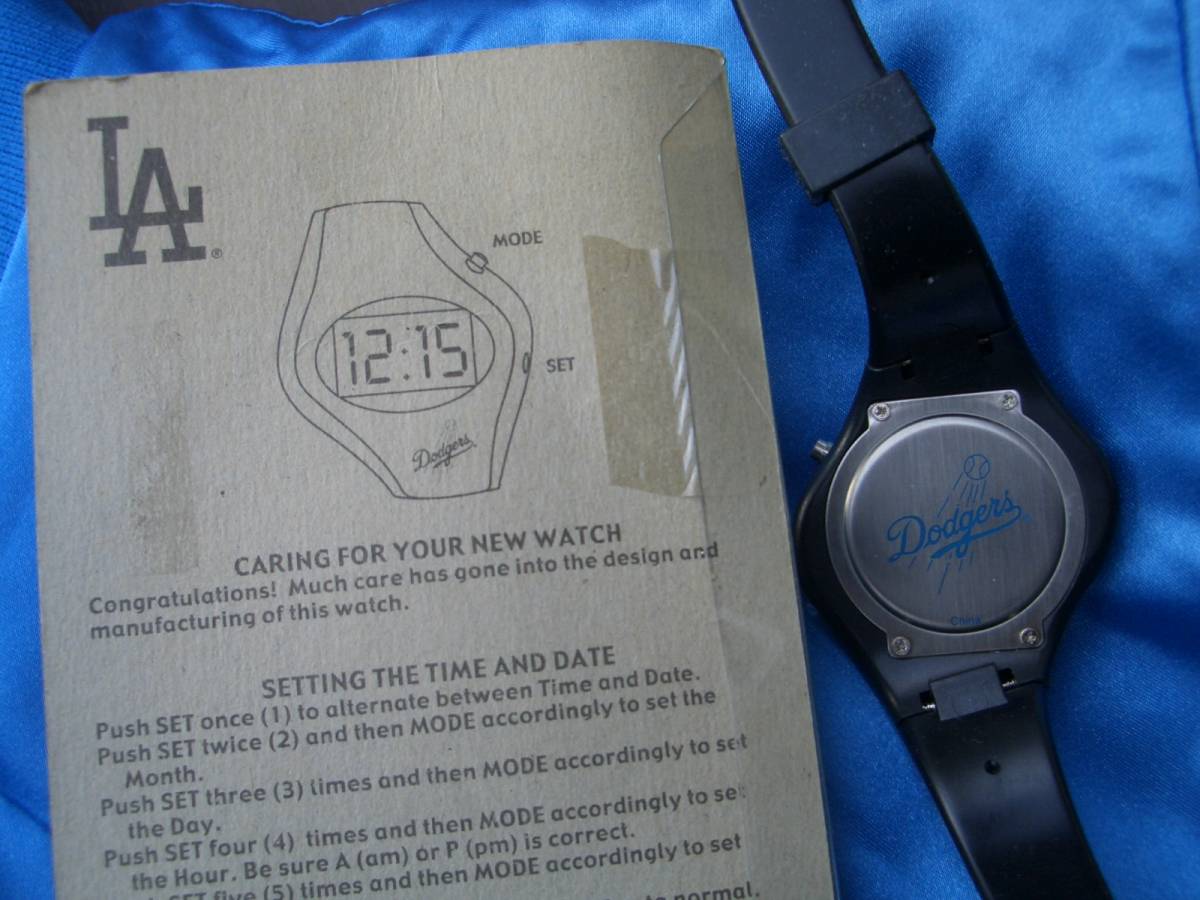 LA®
MODE
12:15
SET
Dodgers
CARING FOR YOUR NEW WATCH
Congratulations! Much care has gone into the design and
manufacturing of this watch.
SETTING THE TIME AND DATE
Push SET once (1) to alternate between Time and Date.
Push SET twice (2) and then MODE accordingly to set the
Month.
Push SET three (3) times and then MODE accordingly to set
the Day.
Push SET four (4) times and then MODE accordingly to set
the Hour. Be sure A (am) or P (pm) is correct.
SET five (5) times and then MODE accordingly to set
normal.
Dodgers
China